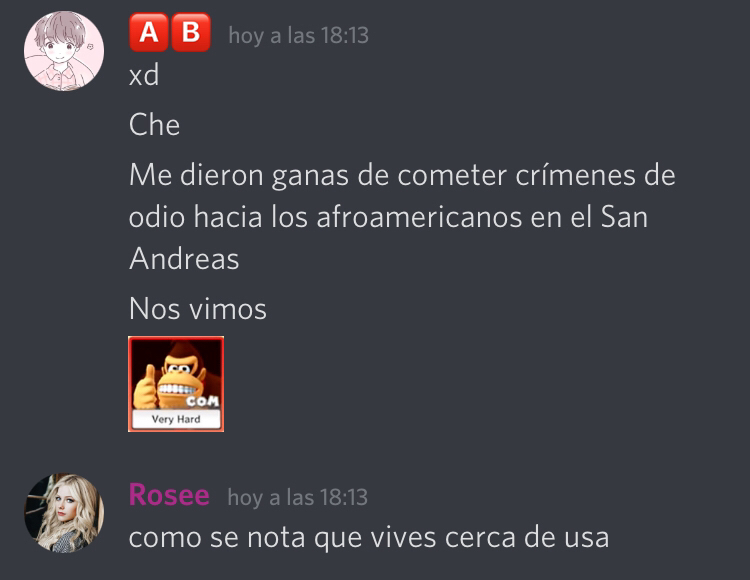 🅰️🅱️ hoy a las 18:13
xd
Che
Me dieron ganas de cometer crímenes de
odio hacia los afroamericanos en el San
Andreas
Nos vimos
COM
Very Hard
Rosee hoy a las 18:13
como se nota que vives cerca de usa